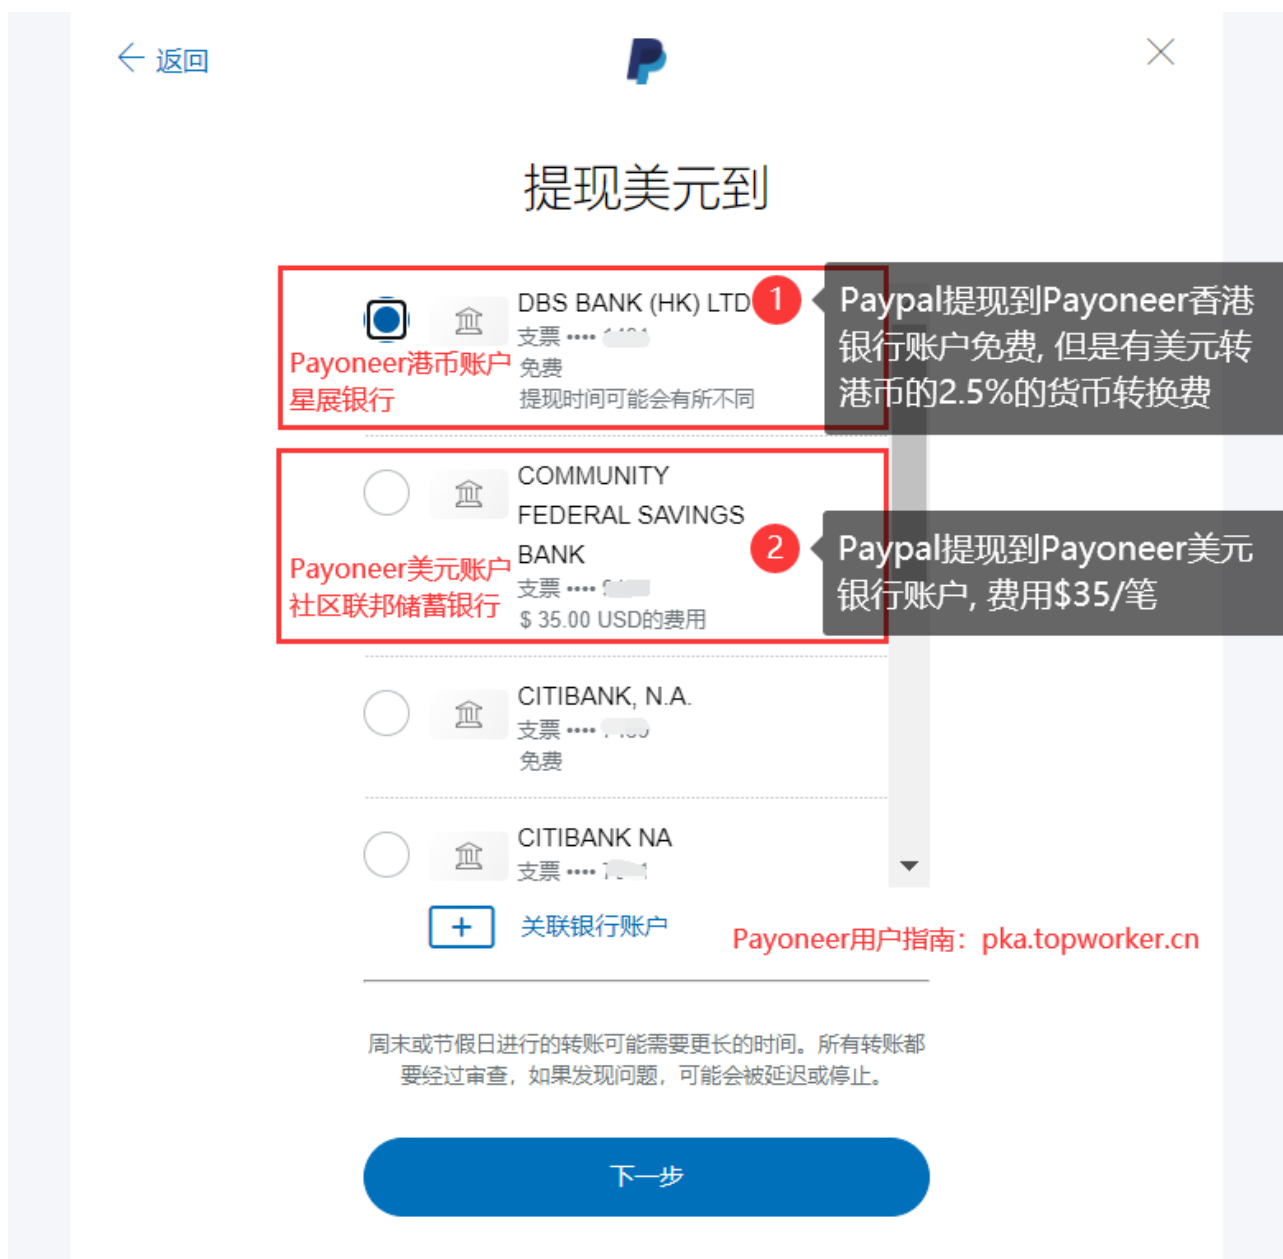 返回
提现美元到
DBS BANK (HK) LTD
支票 ••••
免费
提现时间可能会有所不同
Payoneer港币账户
星展银行
1
Paypal提现到Payoneer香港
银行账户免费, 但是有美元转
港币的2.5%的货币转换费
COMMUNITY
FEDERAL SAVINGS
BANK
支票 ••••
$ 35.00 USD的费用
Payoneer美元账户
社区联邦储蓄银行
2
Paypal提现到Payoneer美元
银行账户, 费用$35/笔
CITIBANK, N.A.
支票 ••••
免费
CITIBANK NA
支票 ••••
+ 关联银行账户
Payoneer用户指南：pka.topworker.cn
周末或节假日进行的转账可能需要更长的时间。所有转账都
要经过审查，如果发现问题，可能会被延迟或停止。
下一步